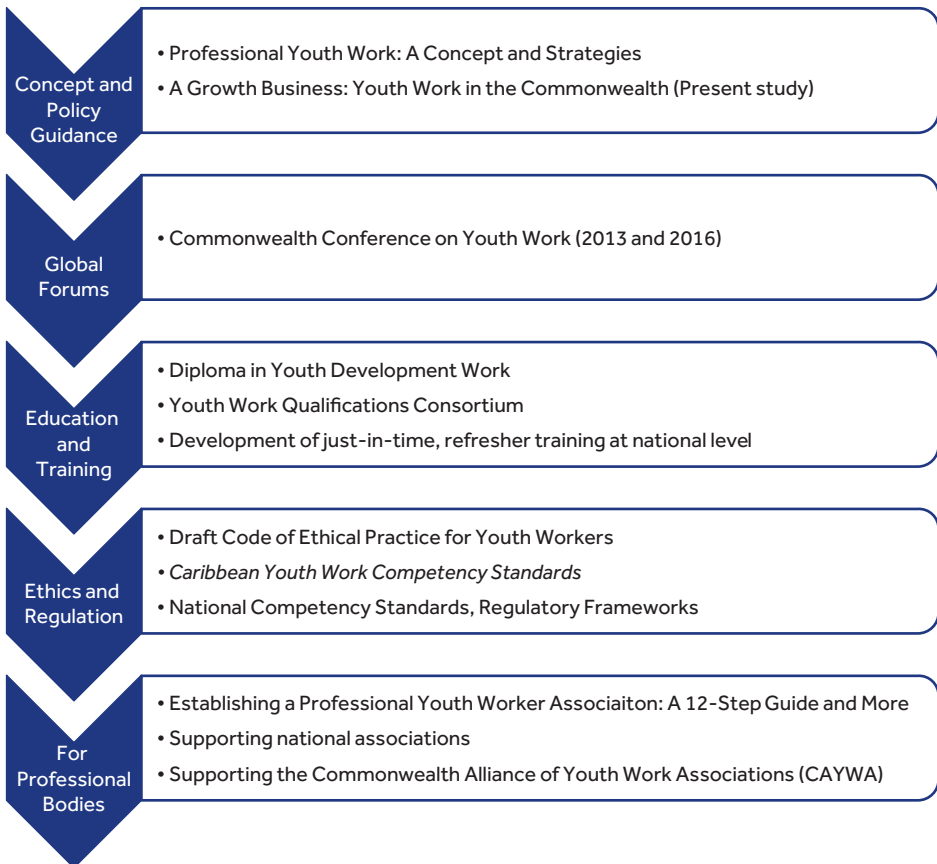 Concept and
Policy
Guidance
• Professional Youth Work: A Concept and Strategies
• A Growth Business: Youth Work in the Commonwealth (Present study)
Global
Forums
• Commonwealth Conference on Youth Work (2013 and 2016)
Education
and
Training
• Diploma in Youth Development Work
• Youth Work Qualifications Consortium
• Development of just-in-time, refresher training at national level
Ethics and
Regulation
• Draft Code of Ethical Practice for Youth Workers
• Caribbean Youth Work Competency Standards
• National Competency Standards, Regulatory Frameworks
For
Professional
Bodies
• Establishing a Professional Youth Worker Associaiton: A 12-Step Guide and More
• Supporting national associations
• Supporting the Commonwealth Alliance of Youth Work Associations (CAYWA)